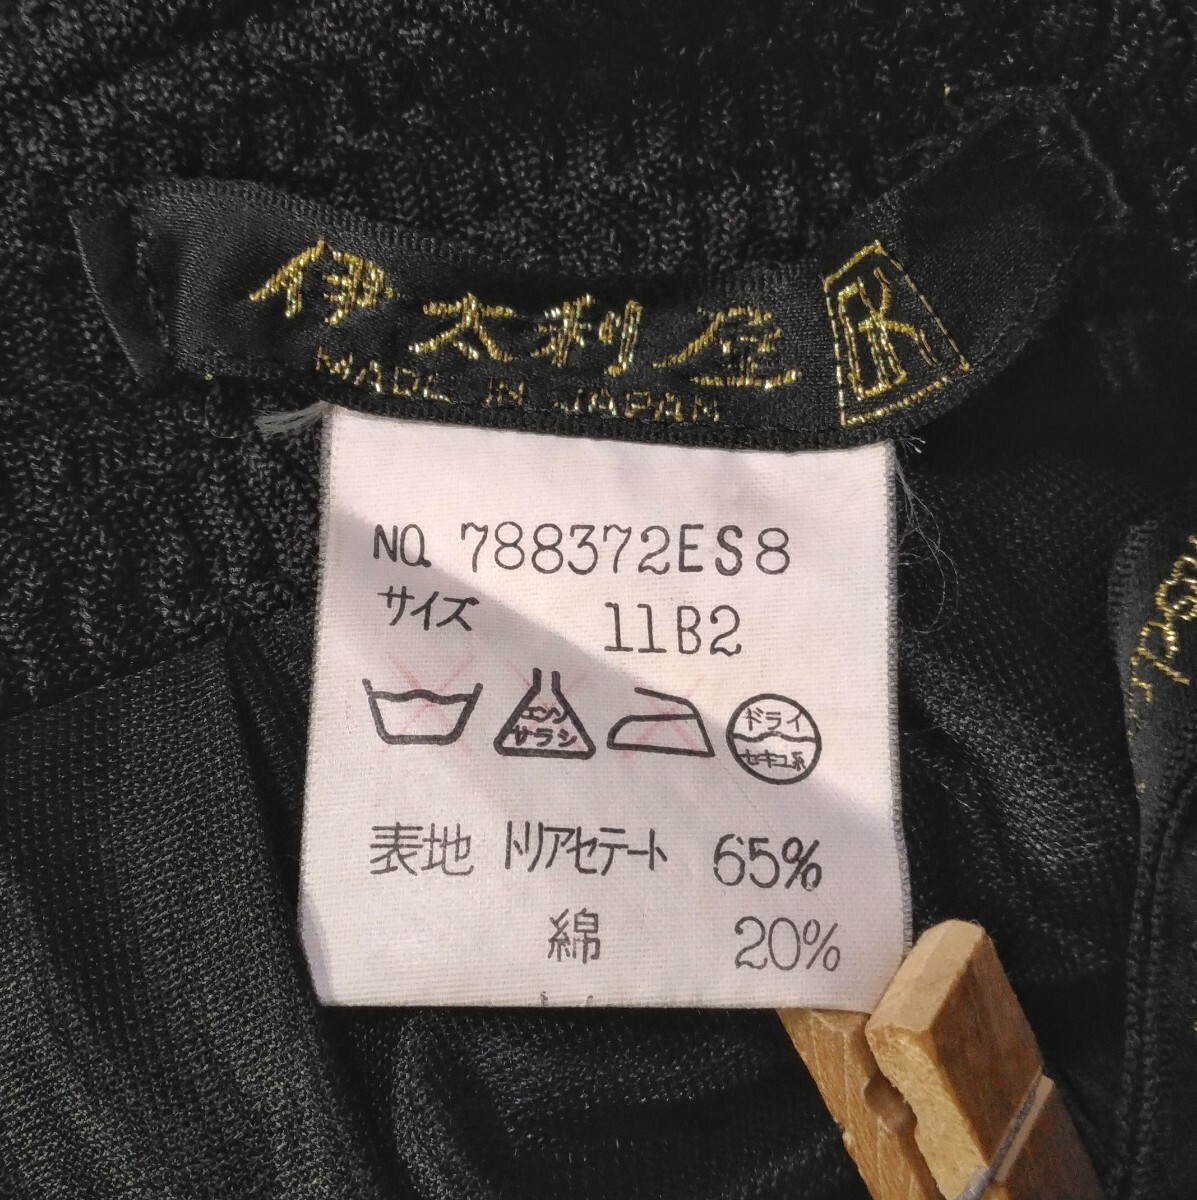 伊太利屋
MADE IN JAPAN
NO. 788372ES8
サイズ 11B2
エンソサラシ
ドライ
セキユ系
表地 トリアセテート 65%
綿 20%